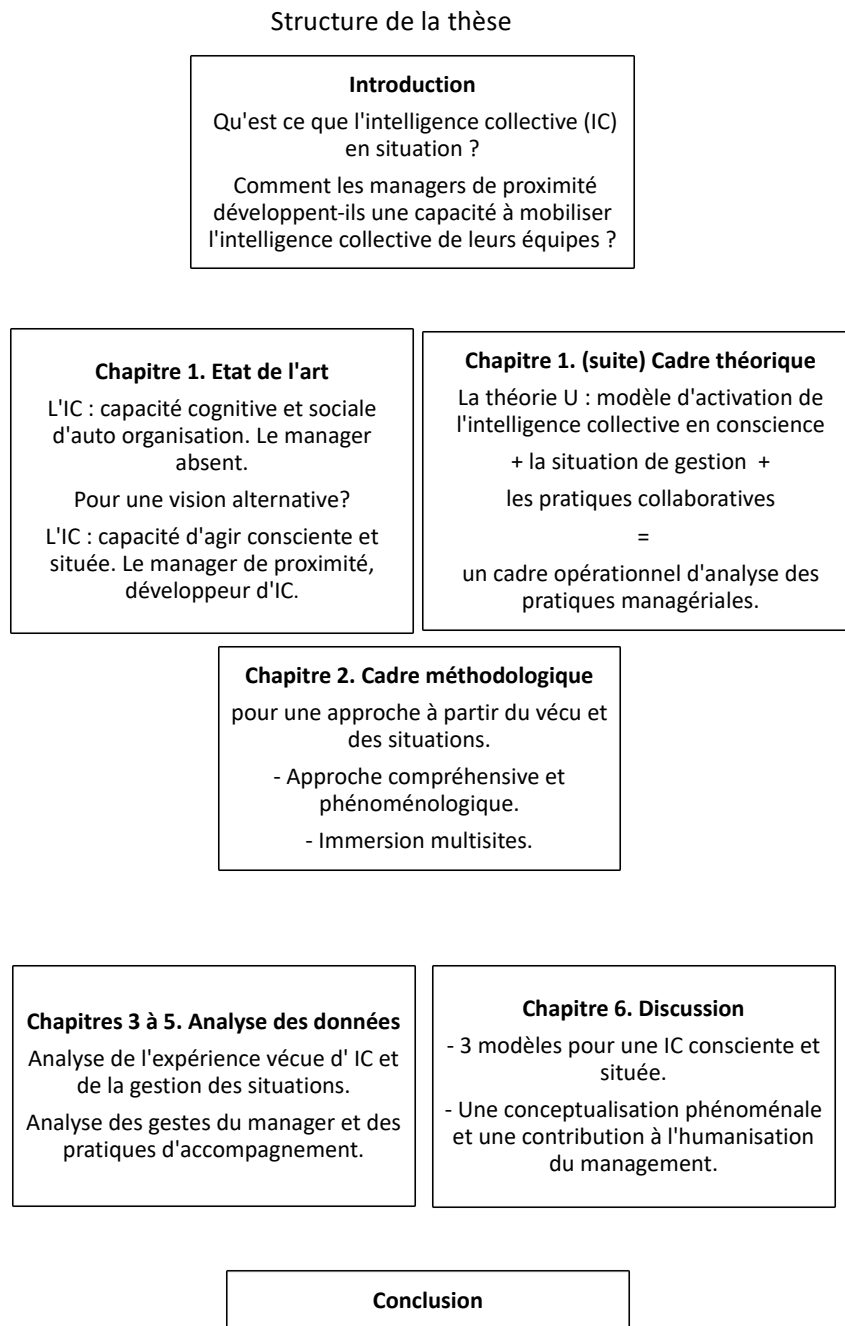 Structure de la thèse
Introduction
Qu'est ce que l'intelligence collective (IC)
en situation ?
Comment les managers de proximité
développent-ils une capacité à mobiliser
l'intelligence collective de leurs équipes ?
Chapitre 1. Etat de l'art
L'IC : capacité cognitive et sociale
d'auto organisation. Le manager
absent.
Pour une vision alternative?
L'IC : capacité d'agir consciente et
située. Le manager de proximité,
développeur d'IC.
Chapitre 1. (suite) Cadre théorique
La théorie U : modèle d'activation de
l'intelligence collective en conscience
+ la situation de gestion +
les pratiques collaboratives
=
un cadre opérationnel d'analyse des
pratiques managériales.
Chapitre 2. Cadre méthodologique
pour une approche à partir du vécu et
des situations.
- Approche compréhensive et
phénoménologique.
- Immersion multisites.
Chapitres 3 à 5. Analyse des données
Analyse de l'expérience vécue d' IC et
de la gestion des situations.
Analyse des gestes du manager et des
pratiques d'accompagnement.
Chapitre 6. Discussion
- 3 modèles pour une IC consciente et
située.
- Une conceptualisation phénoménale
et une contribution à l'humanisation
du management.
Conclusion